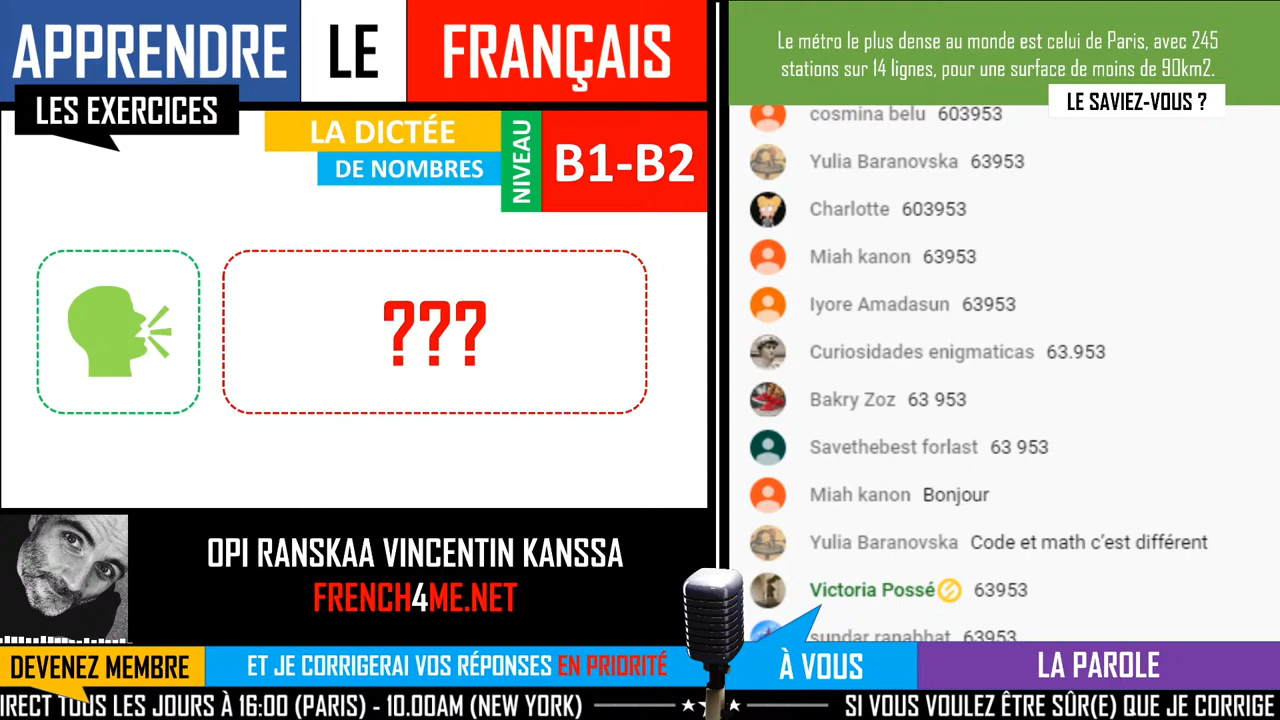 APPRENDRE LE FRANÇAIS
LES EXERCICES
LA DICTÉE
DE NOMBRES
NIVEAU
B1-B2
???
OPI RANSKAA VINCENTIN KANSSA
FRENCH4ME.NET
DEVENEZ MEMBRE
ET JE CORRIGERAI VOS RÉPONSES EN PRIORITÉ
Le métro le plus dense au monde est celui de Paris, avec 245
stations sur 14 lignes, pour une surface de moins de 90km2.
LE SAVIEZ-VOUS ?
cosmina belu 603953
Yulia Baranovska 63953
Charlotte 603953
Miah kanon 63953
Iyore Amadasun 63953
Curiosidades enigmaticas 63.953
Bakry Zoz 63 953
Savethebest forlast 63 953
Miah kanon Bonjour
Yulia Baranovska Code et math c'est différent
Victoria Possé 63953
sundar ranabhat 63953
À VOUS
LA PAROLE
IRECT TOUS LES JOURS À 16:00 (PARIS) - 10.00AM (NEW YORK) SI VOUS VOULEZ ÊTRE SÛR(E) QUE JE CORRIGE